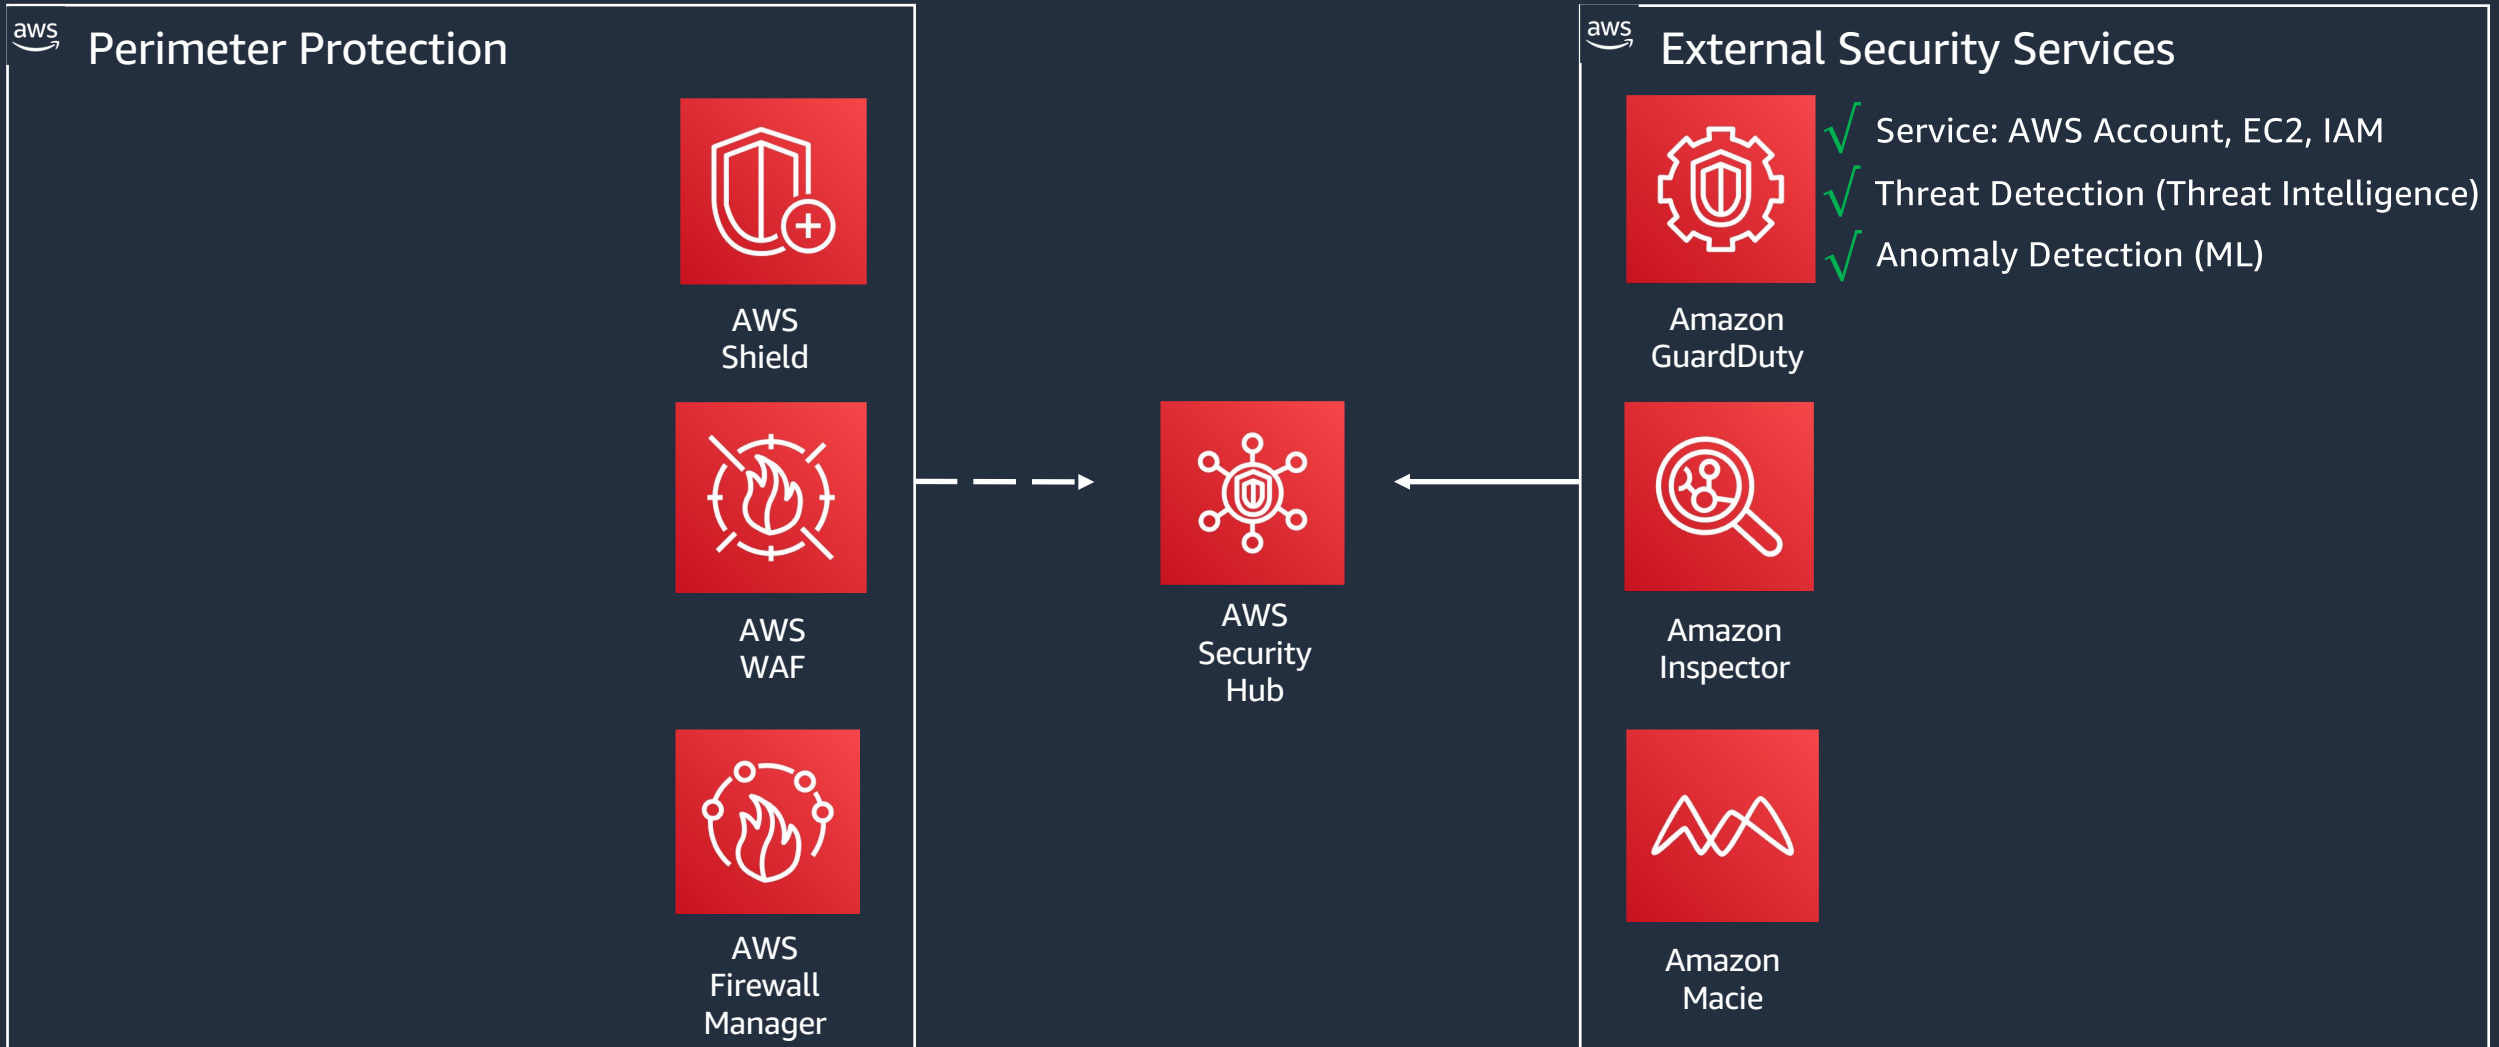 aws
Perimeter Protection
AWS
Shield
AWS
WAF
AWS
Firewall
Manager
AWS
Security
Hub
aws
External Security Services
Service: AWS Account, EC2, IAM
Threat Detection (Threat Intelligence)
Anomaly Detection (ML)
Amazon
GuardDuty
Amazon
Inspector
Amazon
Macie